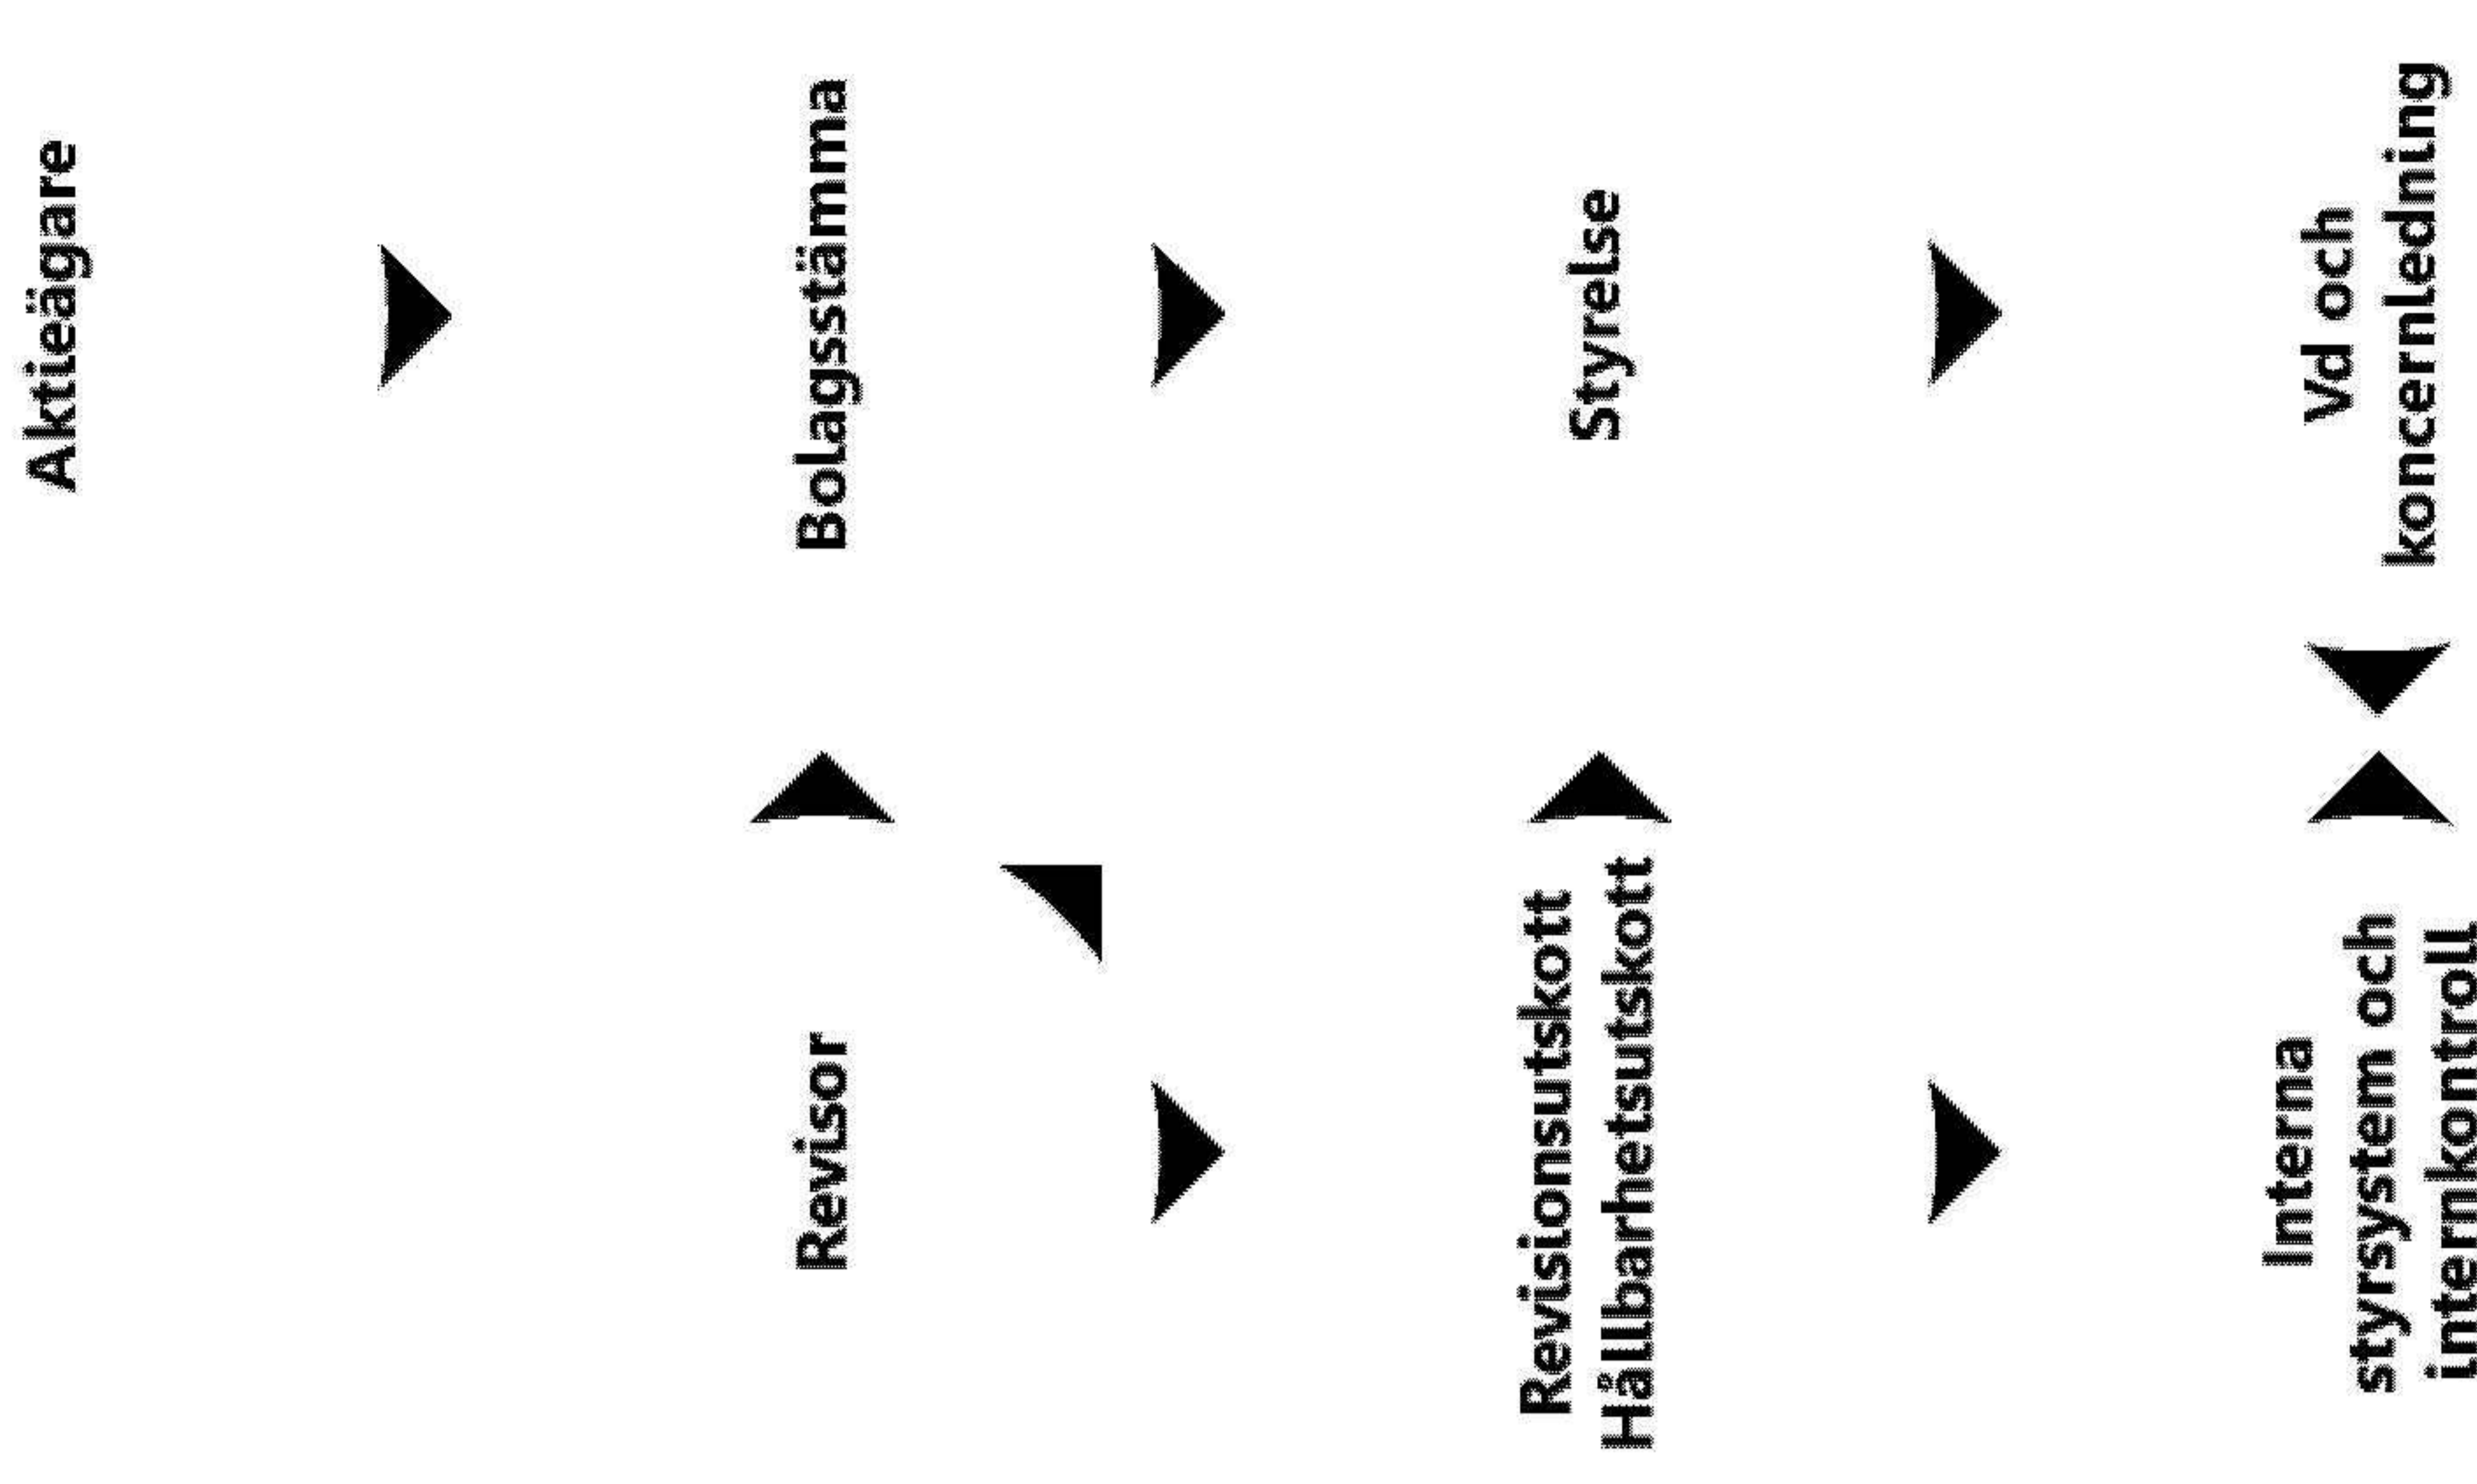 Aktieägare
Revisor
Bolagsstämma
Revisionsutskott
Hållbarhetsutskott
Styrelse
Interna
styrsystem och
internkontroll
Vd och
koncernledning